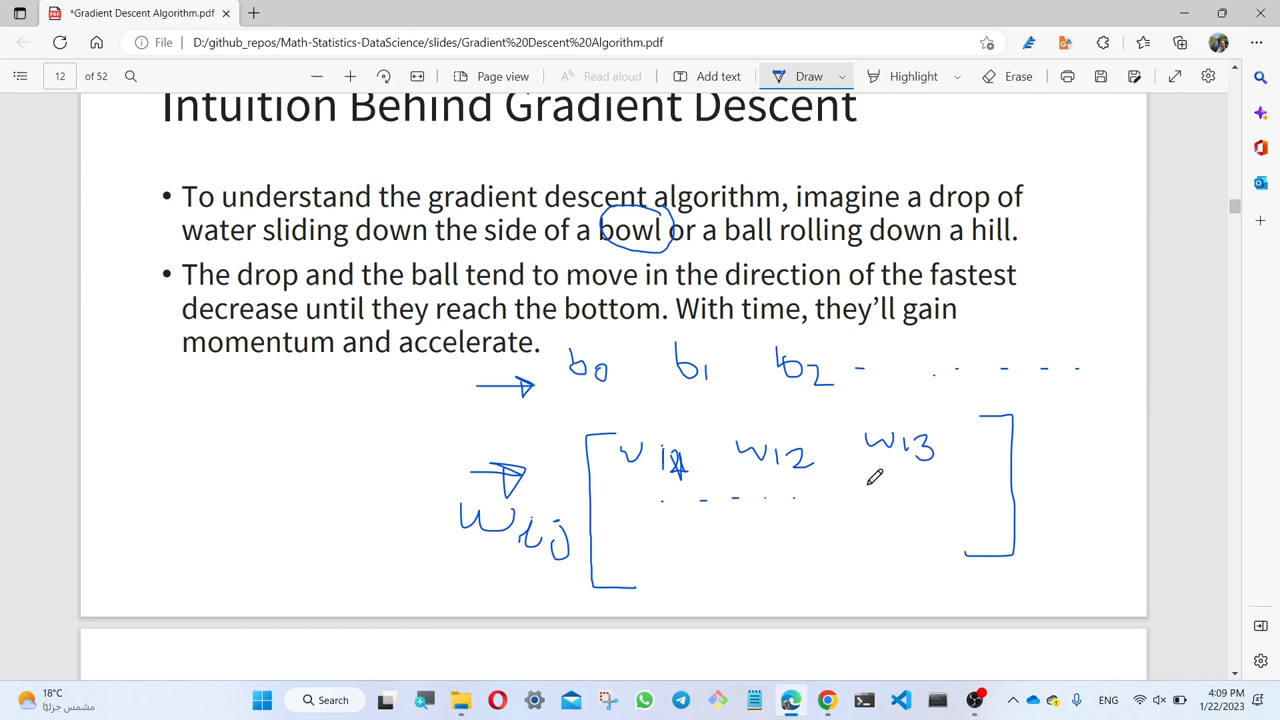 *Gradient Descent Algorithm.pdf
File
D:/github_repos/Math-Statistics-DataScience/slides/Gradient%20Descent%20Algorithm.pdf
12 of 52
Page view
Read aloud
Add text
Draw
Highlight
Erase
Intuition Behind Gradient Descent
• To understand the gradient descent algorithm, imagine a drop of
water sliding down the side of a bowl or a ball rolling down a hill.
• The drop and the ball tend to move in the direction of the fastest
decrease until they reach the bottom. With time, they’ll gain
momentum and accelerate.
b0 b1 b2 - . . - - -
w11 w12 w13
. - - . .
wij
18°C
مشمس جزئيًا
Search
ENG
4:09 PM
1/22/2023